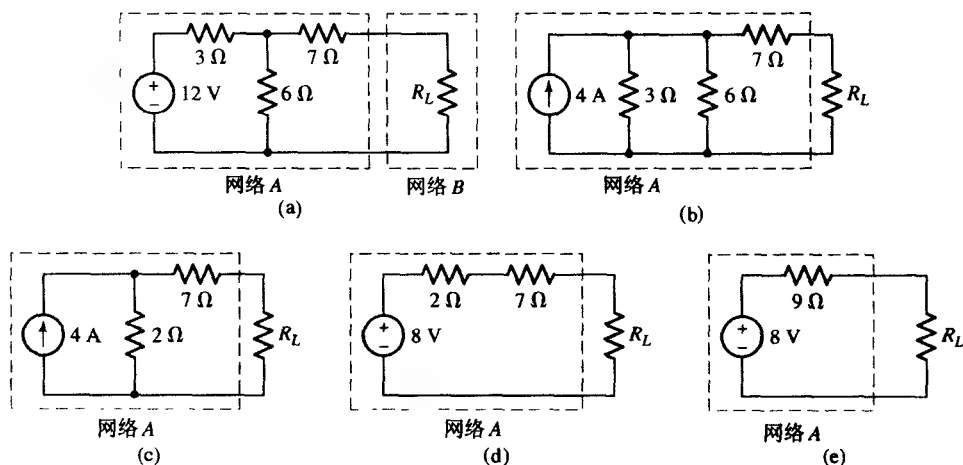 3 Ω
7 Ω
12 V
6 Ω
R_L
网络 A
网络 B
(a)
4 A
3 Ω
6 Ω
7 Ω
R_L
网络 A
(b)
7 Ω
4 A
2 Ω
R_L
网络 A
(c)
2 Ω
7 Ω
8 V
R_L
网络 A
(d)
9 Ω
8 V
R_L
网络 A
(e)